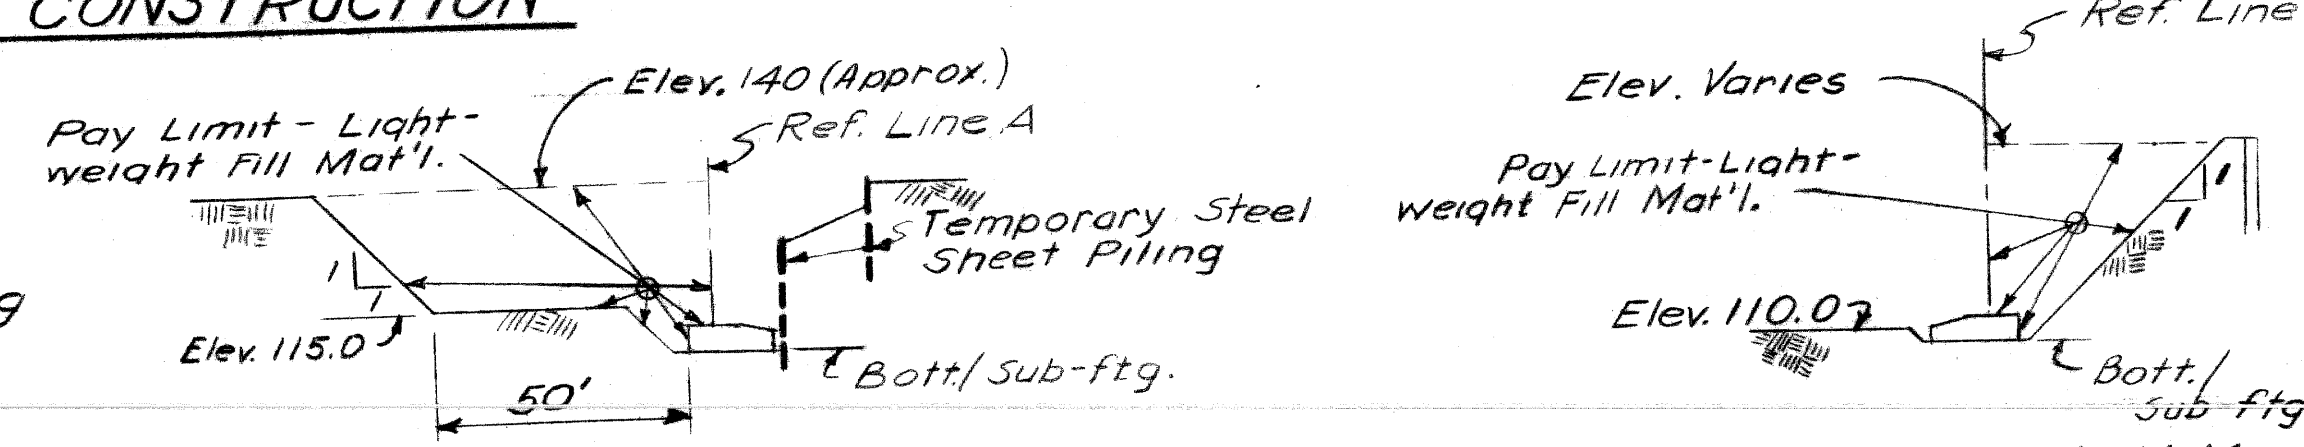 CONSTRUCTION
Elev. 140 (Approx.)
Pay Limit - Light-
weight Fill Mat'l.
Ref. Line A
Temporary Steel
Sheet Piling
1
1
Elev. 115.0
50'
Bott./Sub-ftg.
Ref. Line
Elev. Varies
Pay Limit-Light-
weight Fill Mat'l.
1
1
Elev. 110.0
Bott./
Sub ftg